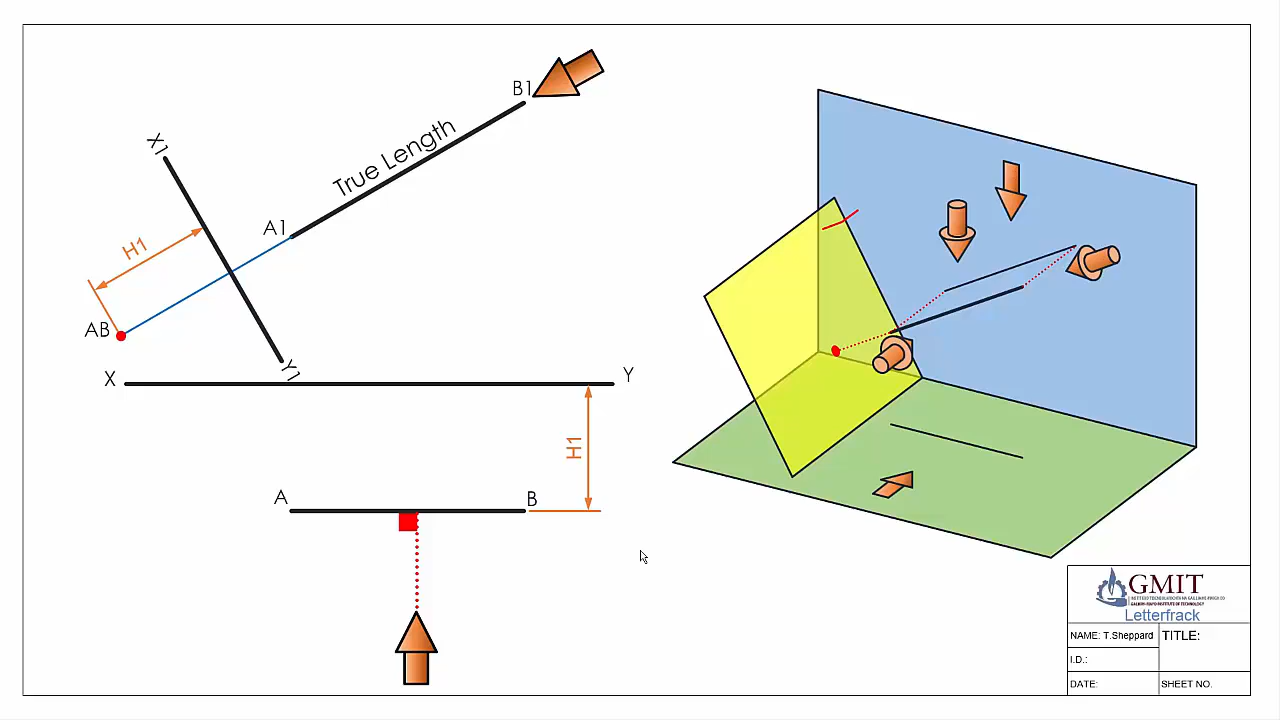 B1
True Length
X1
A1
H1
AB
Y1
X
Y
H1
A
B
GMIT
Letterfrack
NAME: T.Sheppard
TITLE:
I.D.:
DATE:
SHEET NO.